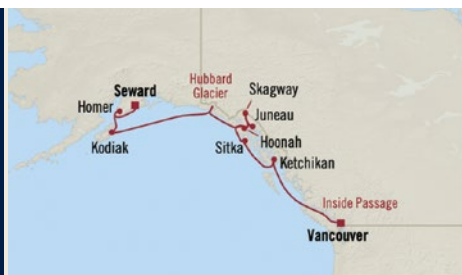 Skagway
Hubbard
Glacier
Seward
Juneau
Homer
Hoonah
Sitka
Kodiak
Ketchikan
Inside Passage
Vancouver